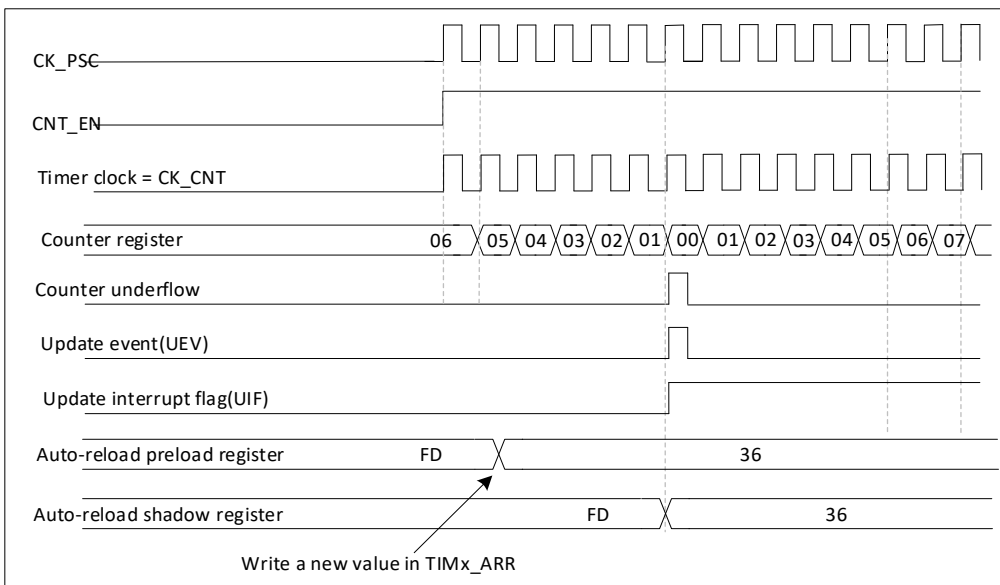 CK_PSC
CNT_EN
Timer clock = CK_CNT
Counter register 06 05 04 03 02 01 00 01 02 03 04 05 06 07
Counter underflow
Update event(UEV)
Update interrupt flag(UIF)
Auto-reload preload register FD 36
Auto-reload shadow register FD 36
Write a new value in TIMx_ARR